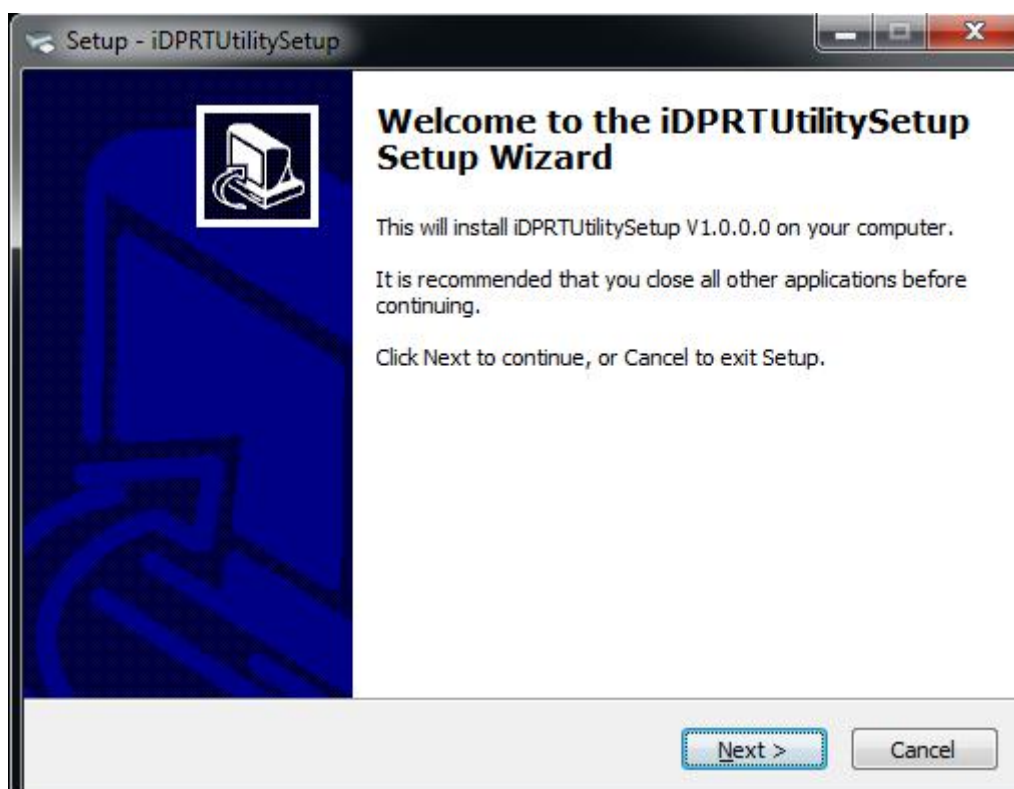 Setup - iDPRTUtilitySetup
Welcome to the iDPRTUtilitySetup
Setup Wizard
This will install iDPRTUtilitySetup V1.0.0.0 on your computer.
It is recommended that you close all other applications before
continuing.
Click Next to continue, or Cancel to exit Setup.
Next >
Cancel